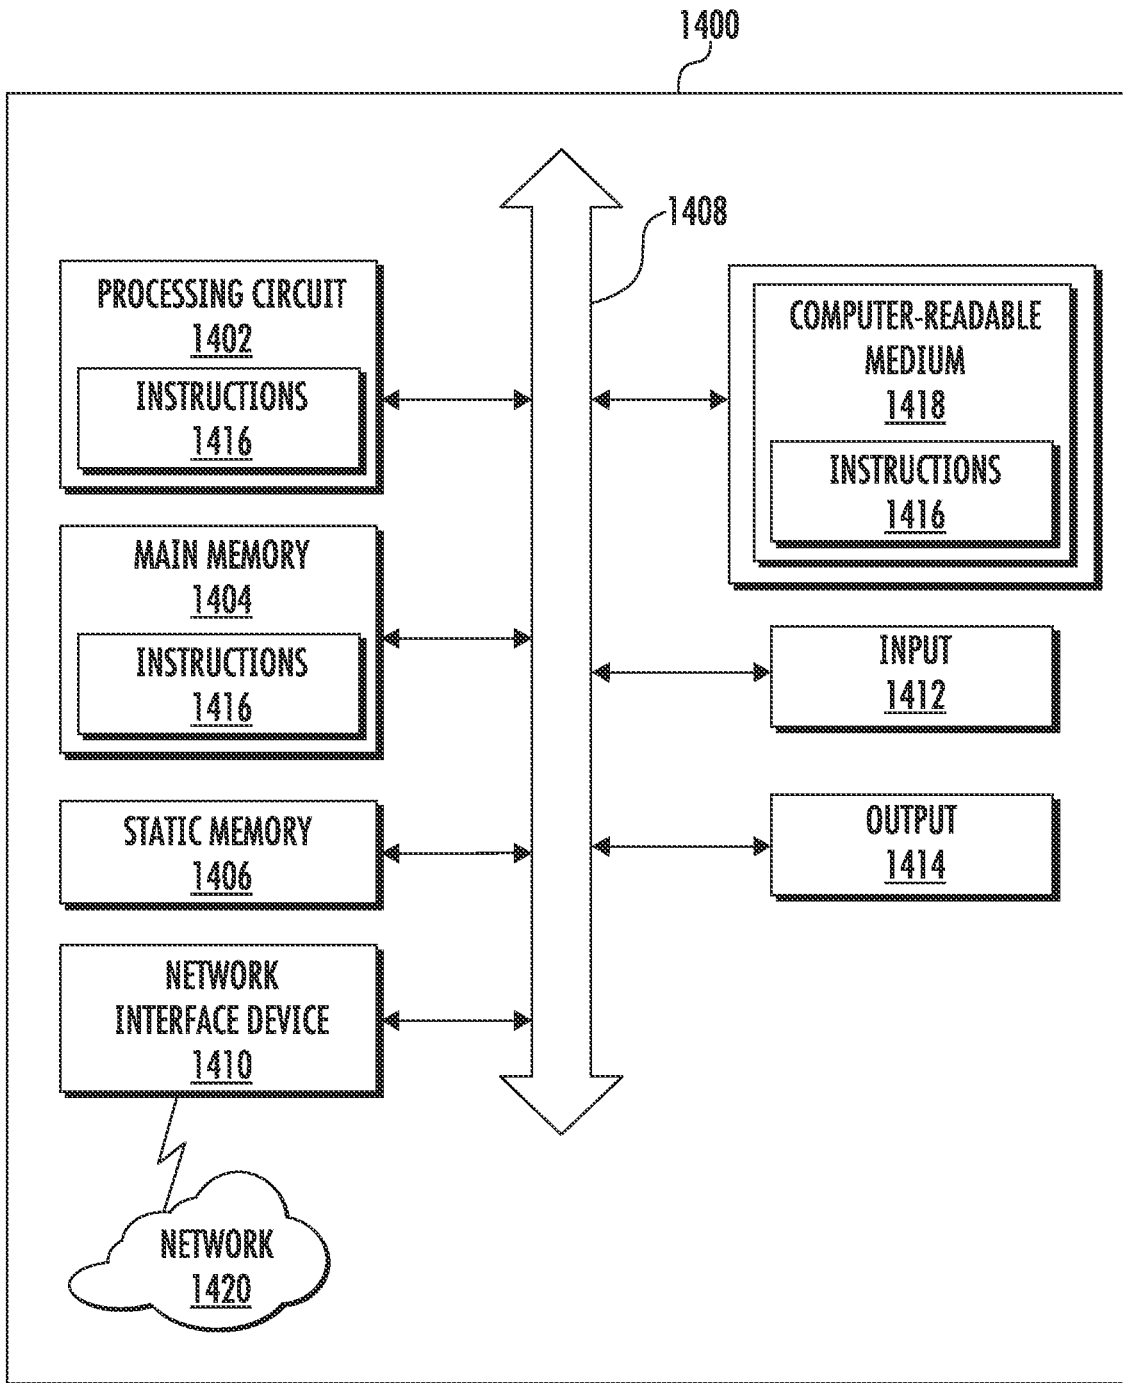 1400
1408
PROCESSING CIRCUIT
1402
INSTRUCTIONS
1416
MAIN MEMORY
1404
INSTRUCTIONS
1416
STATIC MEMORY
1406
NETWORK
INTERFACE DEVICE
1410
NETWORK
1420
COMPUTER-READABLE
MEDIUM
1418
INSTRUCTIONS
1416
INPUT
1412
OUTPUT
1414